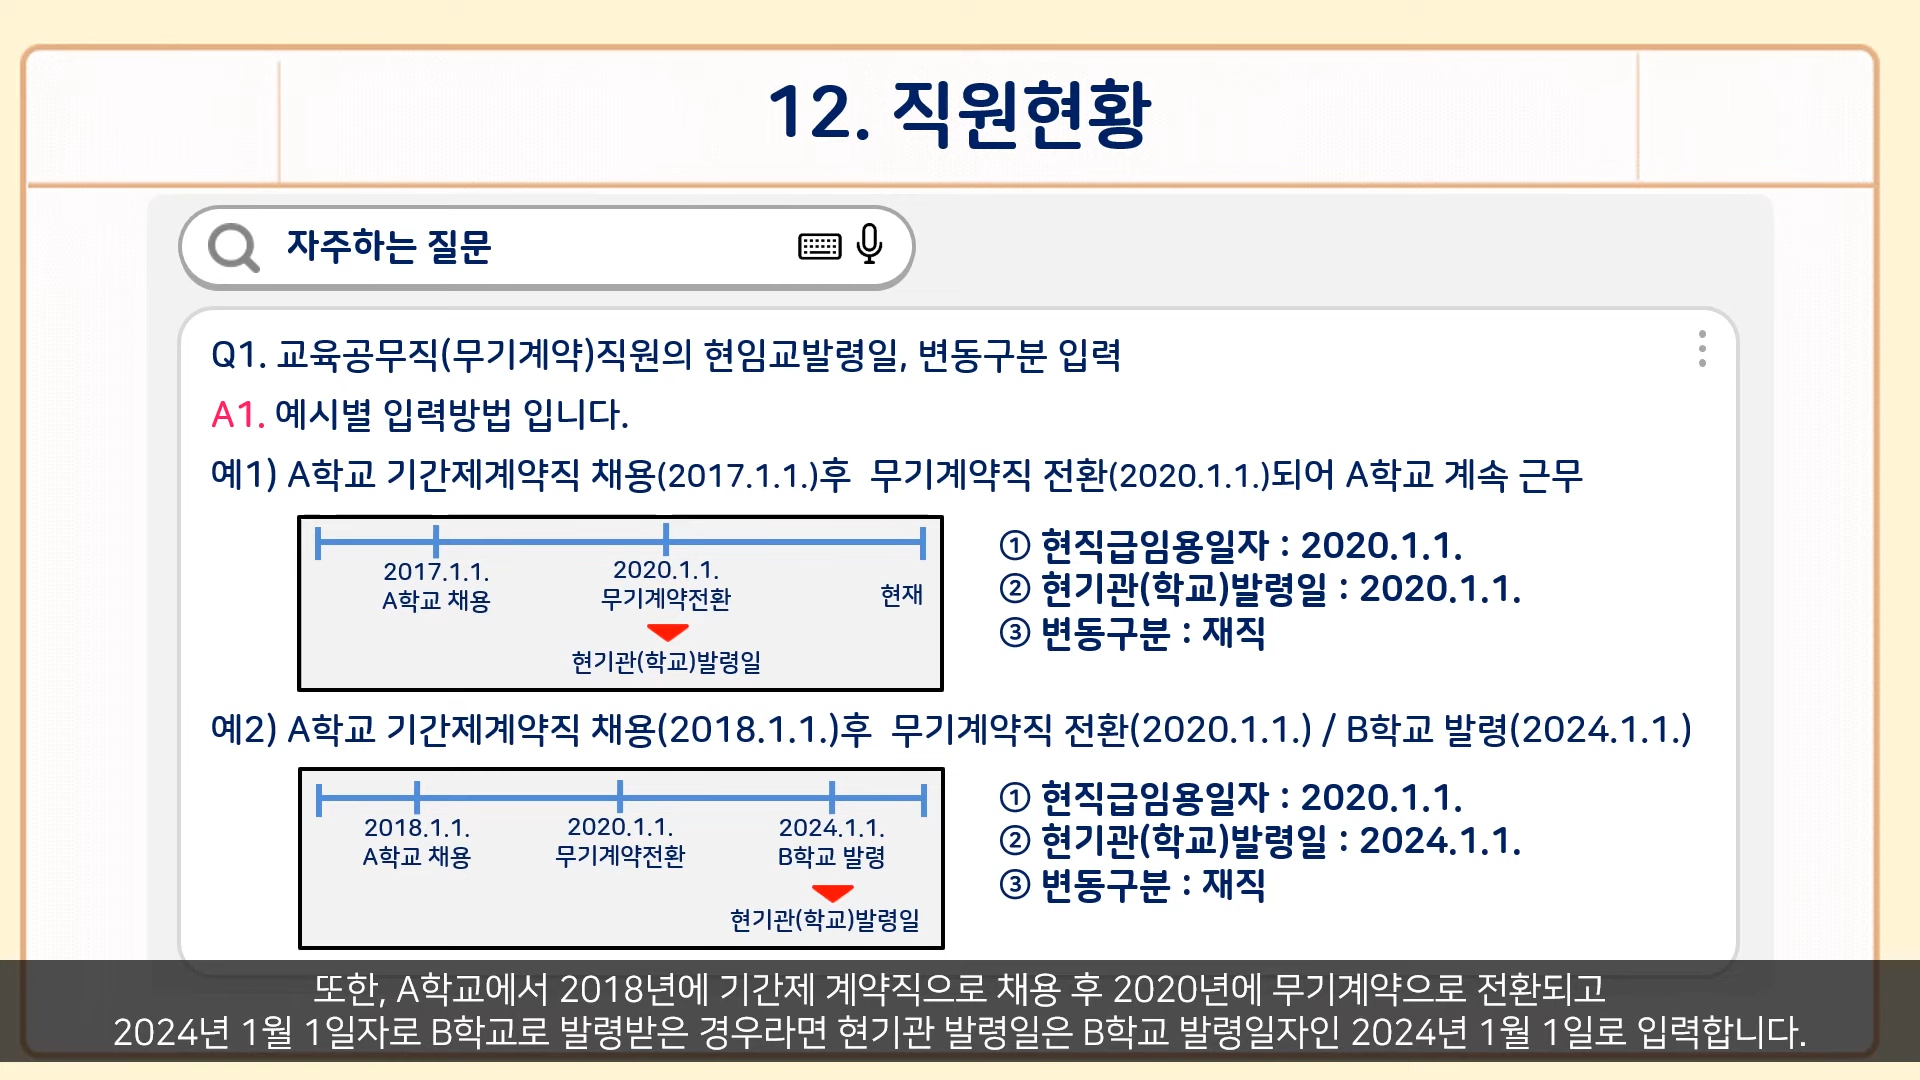 12. 직원현황
자주하는 질문
Q1. 교육공무직(무기계약)직원의 현임교발령일, 변동구분 입력
A1. 예시별 입력방법 입니다.
예1) A학교 기간제계약직 채용(2017.1.1.)후 무기계약직 전환(2020.1.1.)되어 A학교 계속 근무
2017.1.1.
A학교 채용
2020.1.1.
무기계약전환
현재
현기관(학교)발령일
① 현직급임용일자 : 2020.1.1.
② 현기관(학교)발령일 : 2020.1.1.
③ 변동구분 : 재직
예2) A학교 기간제계약직 채용(2018.1.1.)후 무기계약직 전환(2020.1.1.) / B학교 발령(2024.1.1.)
2018.1.1.
A학교 채용
2020.1.1.
무기계약전환
2024.1.1.
B학교 발령
현기관(학교)발령일
① 현직급임용일자 : 2020.1.1.
② 현기관(학교)발령일 : 2024.1.1.
③ 변동구분 : 재직
또한, A학교에서 2018년에 기간제 계약직으로 채용 후 2020년에 무기계약으로 전환되고
2024년 1월 1일자로 B학교로 발령받은 경우라면 현기관 발령일은 B학교 발령일자인 2024년 1월 1일로 입력합니다.